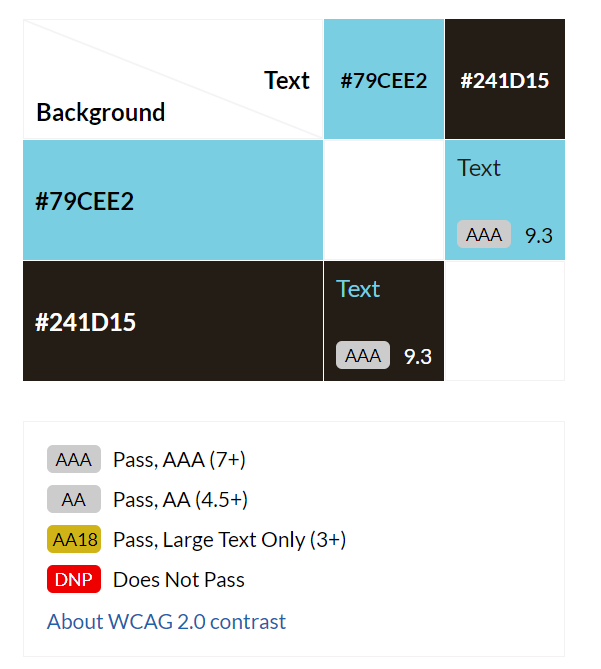 Text
Background
#79CEE2
#241D15
#79CEE2
Text
AAA 9.3
#241D15
Text
AAA 9.3
AAA Pass, AAA (7+)
AA Pass, AA (4.5+)
AA18 Pass, Large Text Only (3+)
DNP Does Not Pass
About WCAG 2.0 contrast